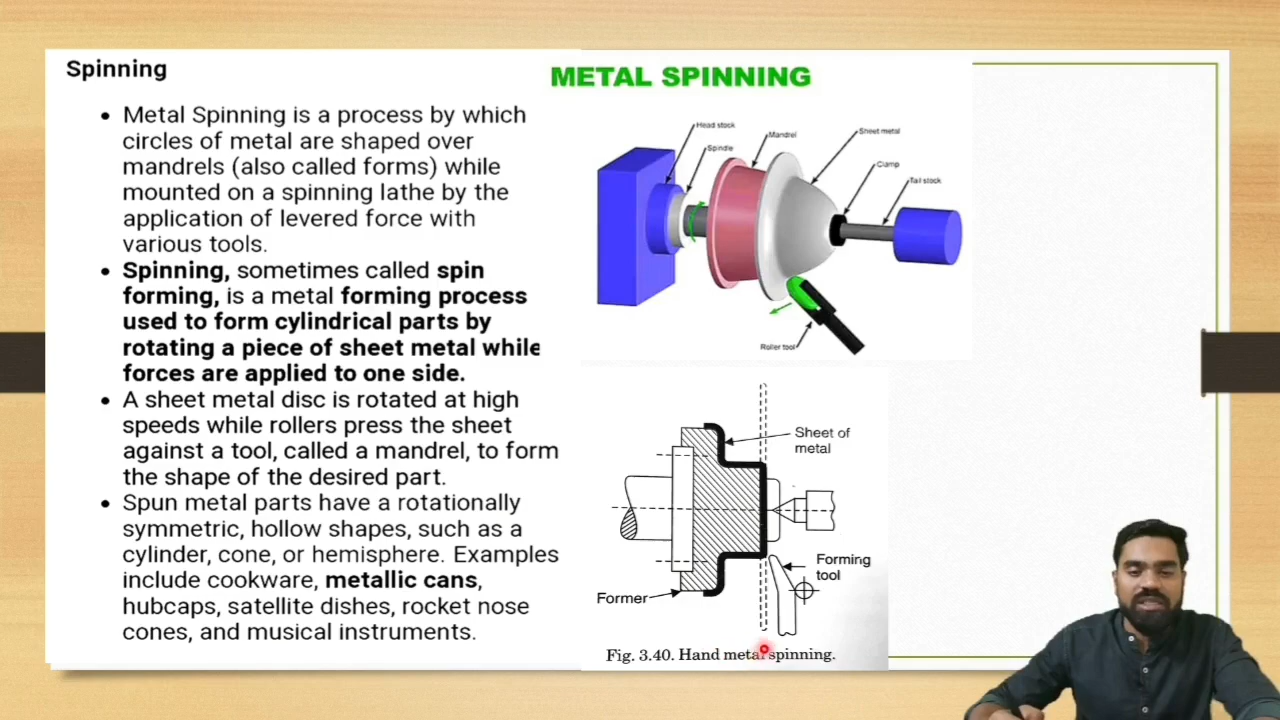 Spinning
• Metal Spinning is a process by which
circles of metal are shaped over
mandrels (also called forms) while
mounted on a spinning lathe by the
application of levered force with
various tools.
• Spinning, sometimes called spin
forming, is a metal forming process
used to form cylindrical parts by
rotating a piece of sheet metal while
forces are applied to one side.
• A sheet metal disc is rotated at high
speeds while rollers press the sheet
against a tool, called a mandrel, to form
the shape of the desired part.
• Spun metal parts have a rotationally
symmetric, hollow shapes, such as a
cylinder, cone, or hemisphere. Examples
include cookware, metallic cans,
hubcaps, satellite dishes, rocket nose
cones, and musical instruments.
METAL SPINNING
Head stock
Spindle
Mandrel
Sheet metal
Clamp
Tail stock
Roller tool
Sheet of
metal
Forming
tool
Former
Fig. 3.40. Hand metal spinning.